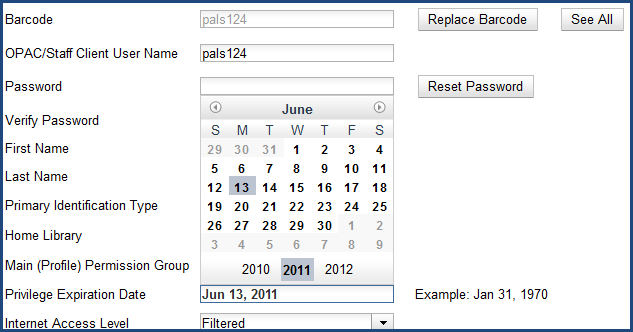 Barcode pals124 Replace Barcode See All
OPAC/Staff Client User Name pals124
Password Reset Password
Verify Password
First Name
Last Name
Primary Identification Type
Home Library
Main (Profile) Permission Group
June
S M T W T F S
29 30 31 1 2 3 4
5 6 7 8 9 10 11
12 13 14 15 16 17 18
19 20 21 22 23 24 25
26 27 28 29 30 1 2
3 4 5 6 7 8 9
2010 2011 2012
Privilege Expiration Date Jun 13, 2011 Example: Jan 31, 1970
Internet Access Level Filtered